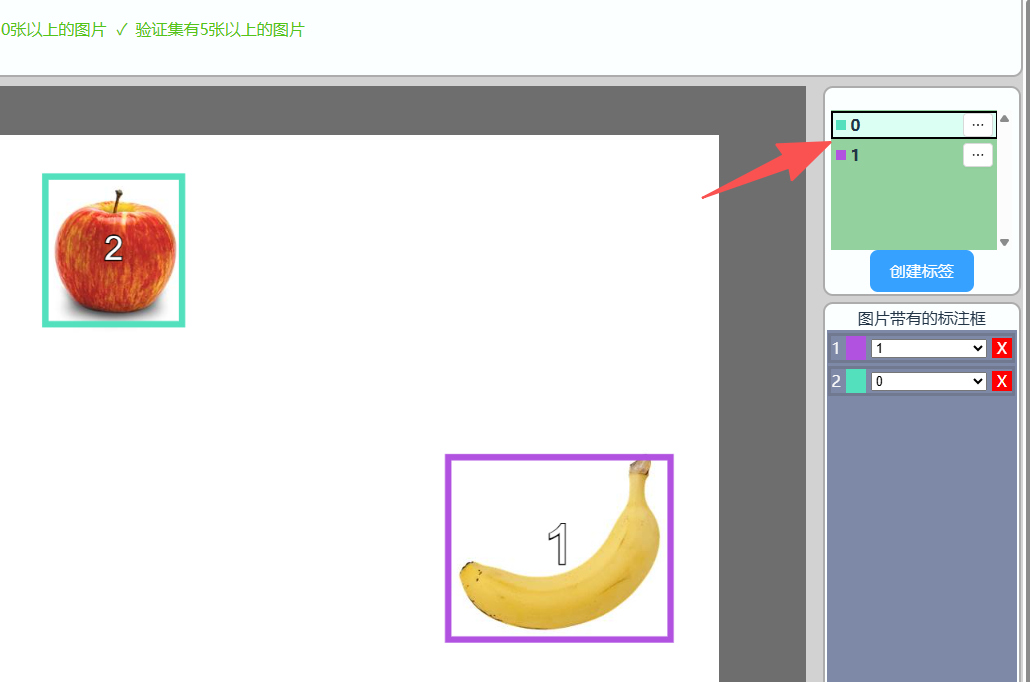 0张以上的图片 ✓ 验证集有5张以上的图片
0 ...
1 ...
创建标签
图片带有的标注框
1 1 X
2 0 X
2
1